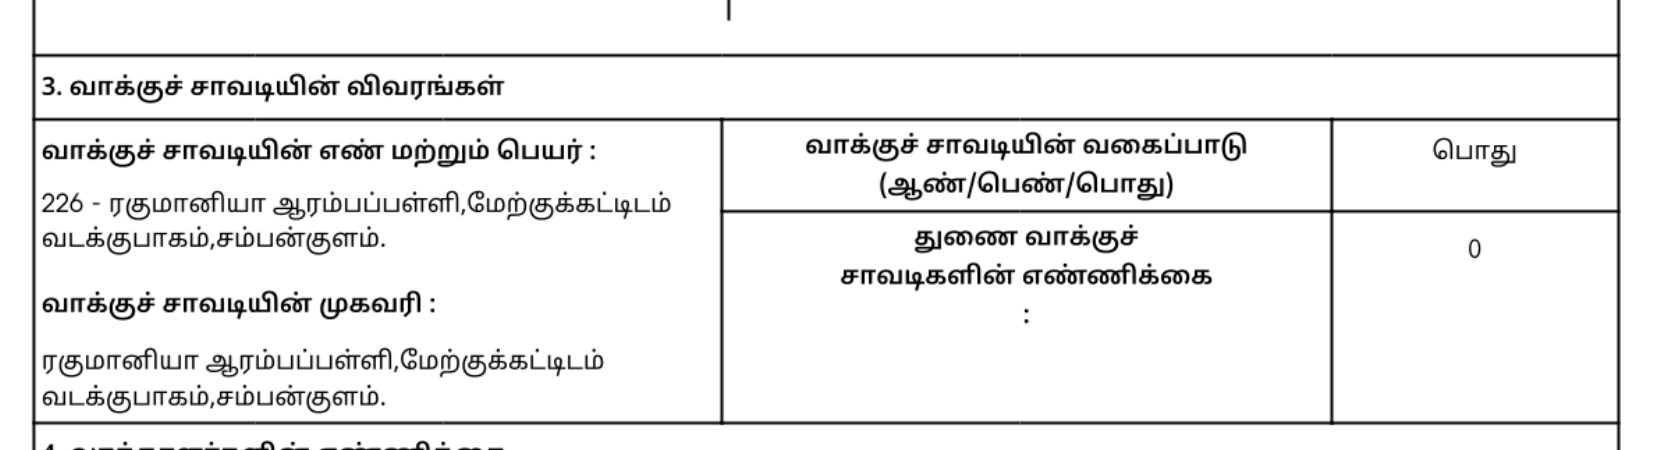 3. வாக்குச் சாவடியின் விவரங்கள்
வாக்குச் சாவடியின் எண் மற்றும் பெயர் :
226 - ரகுமானியா ஆரம்பப்பள்ளி,மேற்குக்கட்டிடம்
வடக்குபாகம்,சம்பன்குளம்.
வாக்குச் சாவடியின் முகவரி :
ரகுமானியா ஆரம்பப்பள்ளி,மேற்குக்கட்டிடம்
வடக்குபாகம்,சம்பன்குளம்.
வாக்குச் சாவடியின் வகைப்பாடு
(ஆண்/பெண்/பொது)
பொது
துணை வாக்குச்
சாவடிகளின் எண்ணிக்கை
:
0